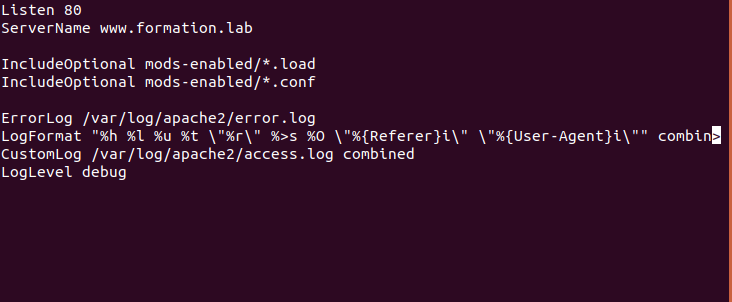 Listen 80
ServerName www.formation.lab
IncludeOptional mods-enabled/*.load
IncludeOptional mods-enabled/*.conf
ErrorLog /var/log/apache2/error.log
LogFormat "%h %l %u %t \"%r\" %>s %O \"%{Referer}i\" \"%{User-Agent}i\"" combin>
CustomLog /var/log/apache2/access.log combined
LogLevel debug